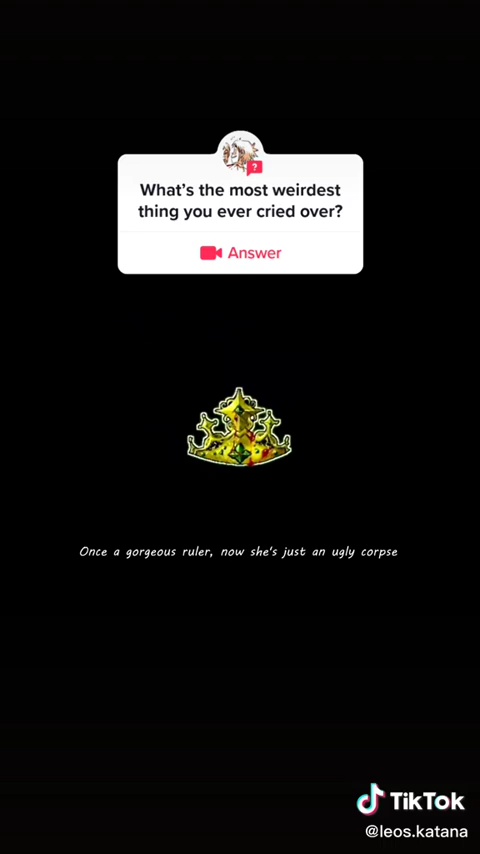 What's the most weirdest
thing you ever cried over?
Answer
Once a gorgeous ruler, now she's just an ugly corpse
TikTok
@leos.katana